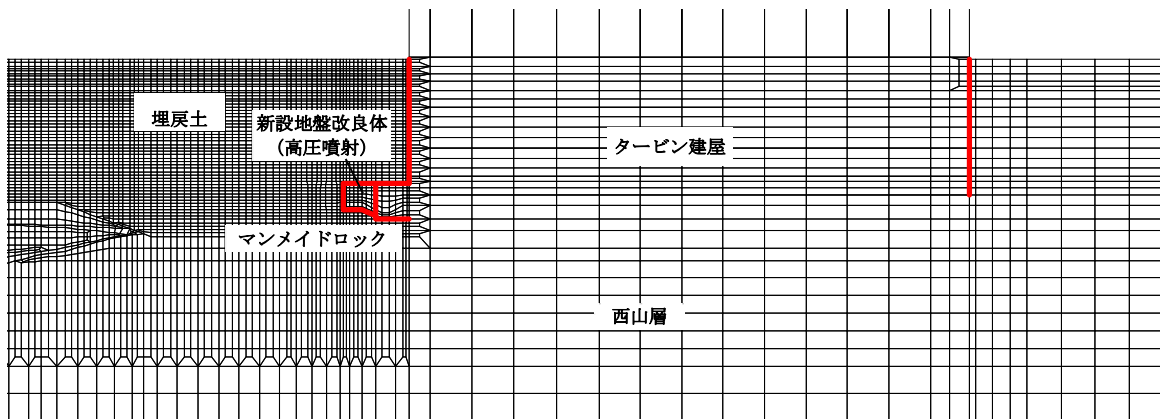 埋戻土
新設地盤改良体
（高圧噴射）
タービン建屋
マンメイドロック
西山層